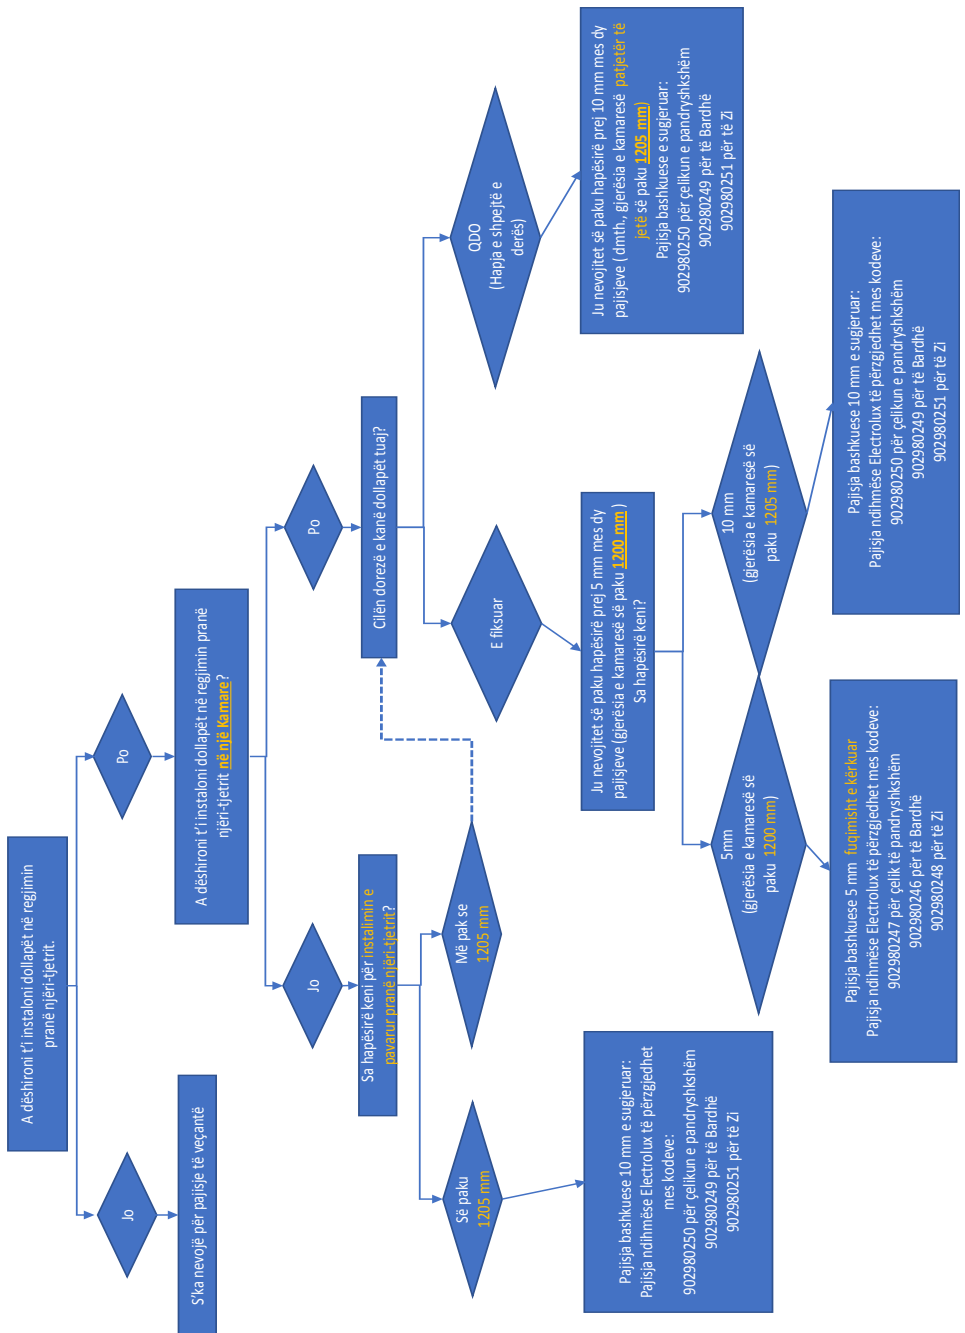 A dëshironi t'i instaloni dollapët në regjimin
pranë njëri-tjetrit.
Jo
Po
S'ka nevojë për pajisje të veçantë
A dëshironi t'i instaloni dollapët në regjimin pranë
njëri-tjetrit në një Kamare?
Jo
Po
Sa hapësirë keni për instalimin e
pavarur pranë njëri-tjetrit?
Cilën dorezë e kanë dollapët tuaj?
Së paku
1205 mm
Më pak se
1205 mm
E fiksuar
QDO
(Hapja e shpejtë e
derës)
Pajisja bashkuese 10 mm e sugjeruar:
Pajisja ndihmëse Electrolux të përzgjedhet
mes kodeve:
902980250 për çelikun e pandryshkshëm
902980249 për të Bardhë
902980251 për të Zi
Ju nevojitet së paku hapësirë prej 5 mm mes dy
pajisjeve (gjerësia e kamaresë së paku 1200 mm )
Sa hapësirë keni?
Ju nevojitet së paku hapësirë prej 10 mm mes dy
pajisjeve ( dmth., gjerësia e kamaresë patjetër të
jetë së paku 1205 mm)
Pajisja bashkuese e sugjeruar:
902980250 për çelikun e pandryshkshëm
902980249 për të Bardhë
902980251 për të Zi
5mm
(gjerësia e kamaresë së
paku 1200 mm)
10 mm
(gjerësia e kamaresë së
paku 1205 mm)
Pajisja bashkuese 5 mm fuqimisht e kërkuar
Pajisja ndihmëse Electrolux të përzgjedhet mes kodeve:
902980247 për çelik të pandryshkshëm
902980246 për të Bardhë
902980248 për të Zi
Pajisja bashkuese 10 mm e sugjeruar:
Pajisja ndihmëse Electrolux të përzgjedhet mes kodeve:
902980250 për çelikun e pandryshkshëm
902980249 për të Bardhë
902980251 për të Zi